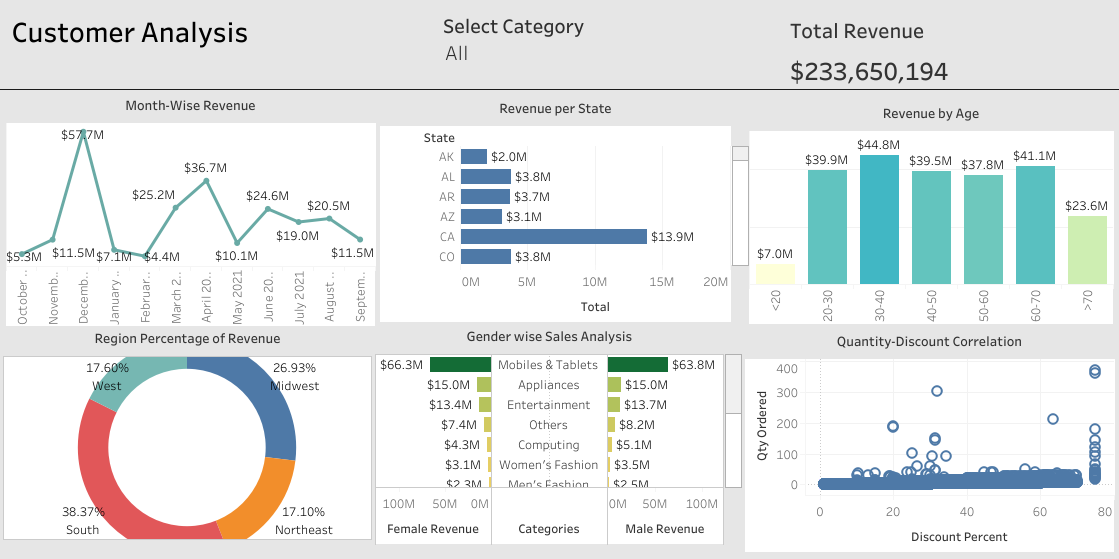 Customer Analysis
Select Category
All
Total Revenue
$233,650,194
Month-Wise Revenue
$57.7M
$36.7M
$25.2M
$24.6M
$20.5M
$19.0M
$5.3M
$11.5M
$7.1M
$4.4M
$10.1M
$11.5M
October ..
Novemb..
Decemb..
January ..
Februar..
March 2..
April 20..
May 2021
June 20..
July 2021
August ..
Septem..
Revenue per State
State
AK $2.0M
AL $3.8M
AR $3.7M
AZ $3.1M
CA $13.9M
CO $3.8M
0M 5M 10M 15M 20M
Total
Revenue by Age
$7.0M $39.9M $44.8M $39.5M $37.8M $41.1M $23.6M
<20 20-30 30-40 40-50 50-60 60-70 >70
Region Percentage of Revenue
17.60%
West
26.93%
Midwest
38.37%
South
17.10%
Northeast
Gender wise Sales Analysis
$66.3M Mobiles & Tablets $63.8M
$15.0M Appliances $15.0M
$13.4M Entertainment $13.7M
$7.4M Others $8.2M
$4.3M Computing $5.1M
$3.1M Women's Fashion $3.5M
$2.3M Men's Fashion $2.5M
100M 50M 0M 0M 50M 100M
Female Revenue Categories Male Revenue
Quantity-Discount Correlation
Qty Ordered
400
300
200
100
0
0 20 40 60 80
Discount Percent